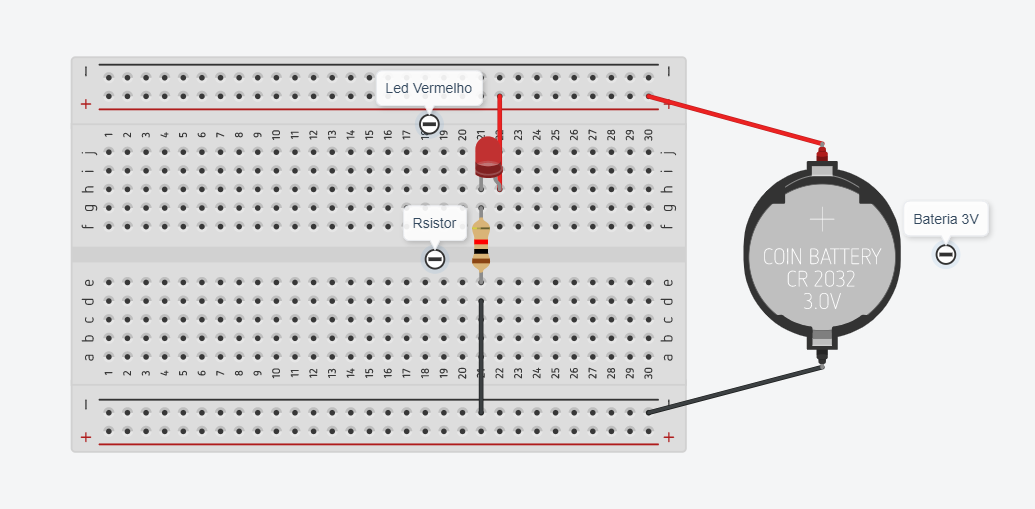 − −
Led Vermelho
+ +
1 2 3 4 5 6 7 8 9 10 11 12 13 14 15 16 17 18 19 20 21 22 23 24 25 26 27 28 29 30
j j
i i
h h
g g
f f
Rsistor
Bateria 3V
COIN BATTERY
CR 2032
3.0V
e e
d d
c c
b b
a a
1 2 3 4 5 6 7 8 9 10 11 12 13 14 15 16 17 18 19 20 21 22 23 24 25 26 27 28 29 30
− −
+ +